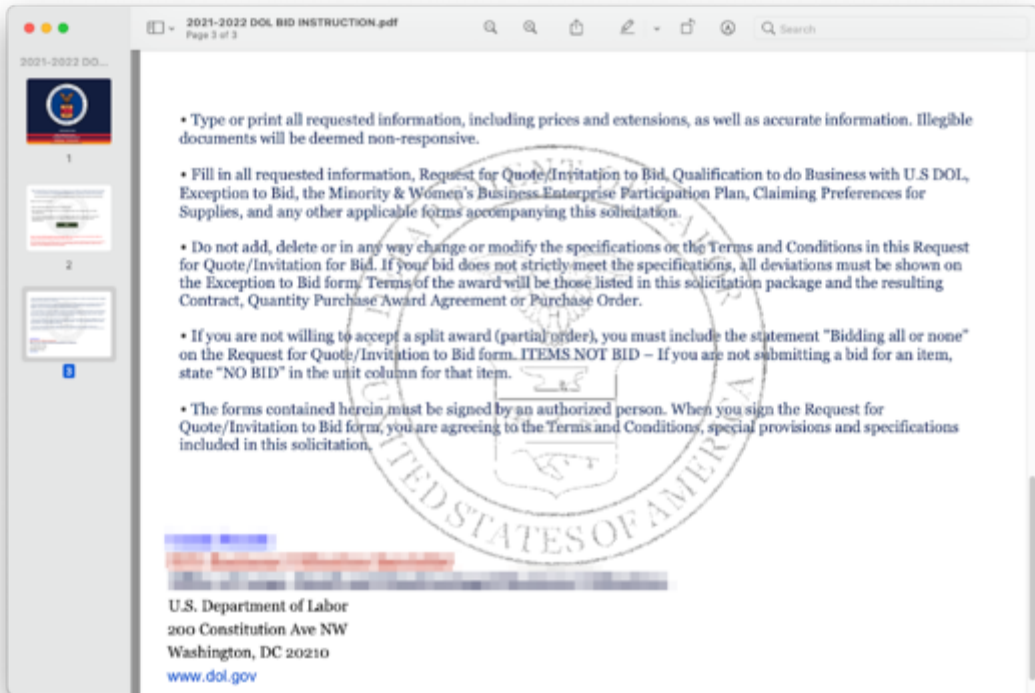 2021-2022 DOL BID INSTRUCTION.pdf
Page 3 of 3
Search
2021-2022 DO...
1
2
3
• Type or print all requested information, including prices and extensions, as well as accurate information. Illegible
documents will be deemed non-responsive.
• Fill in all requested information, Request for Quote/Invitation to Bid, Qualification to do Business with U.S DOL,
Exception to Bid, the Minority & Women's Business Enterprise Participation Plan, Claiming Preferences for
Supplies, and any other applicable forms accompanying this solicitation.
• Do not add, delete or in any way change or modify the specifications or the Terms and Conditions in this Request
for Quote/Invitation for Bid. If your bid does not strictly meet the specifications, all deviations must be shown on
the Exception to Bid form. Terms of the award will be those listed in this solicitation package and the resulting
Contract, Quantity Purchase Award Agreement or Purchase Order.
• If you are not willing to accept a split award (partial order), you must include the statement "Bidding all or none"
on the Request for Quote/Invitation to Bid form. ITEMS NOT BID – If you are not submitting a bid for an item,
state "NO BID" in the unit column for that item.
• The forms contained herein must be signed by an authorized person. When you sign the Request for
Quote/Invitation to Bid form, you are agreeing to the Terms and Conditions, special provisions and specifications
included in this solicitation.
DEPARTMENT OF LABOR
UNITED STATES OF AMERICA
U.S. Department of Labor
200 Constitution Ave NW
Washington, DC 20210
www.dol.gov